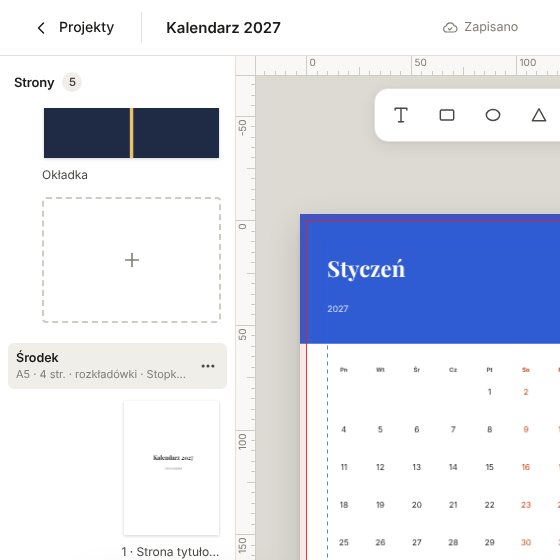 Projekty
Kalendarz 2027
Zapisano
Strony 5
Okładka
Środek
A5 · 4 str. · rozkładówki · Stopk...
Kalendarz 2027
1 · Strona tytuło...
0 50 100
-50
0
50
100
150
Styczeń
2027
Pn Wt Śr Cz Pt So
1 2
4 5 6 7 8 9
11 12 13 14 15 16
18 19 20 21 22 23
25 26 27 28 29 30